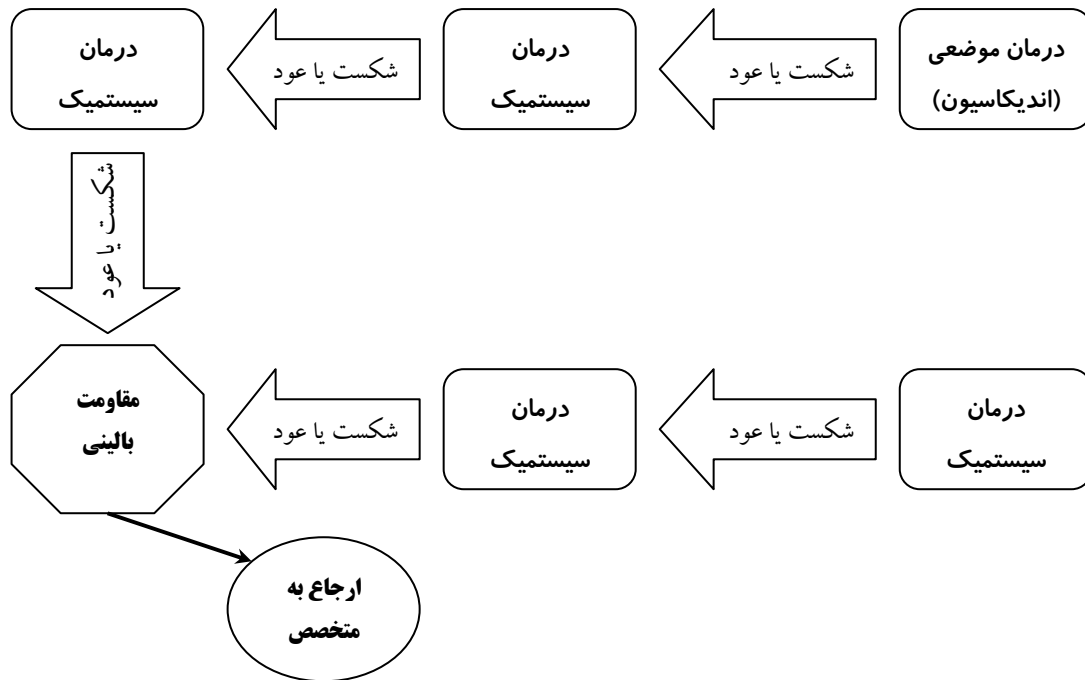 درمان موضعی
(اندیکاسیون)
شکست یا عود
درمان
سیستمیک
شکست یا عود
درمان
سیستمیک
شکست یا عود
درمان
سیستمیک
شکست یا عود
درمان
سیستمیک
شکست یا عود
مقاومت
بالینی
ارجاع به
متخصص